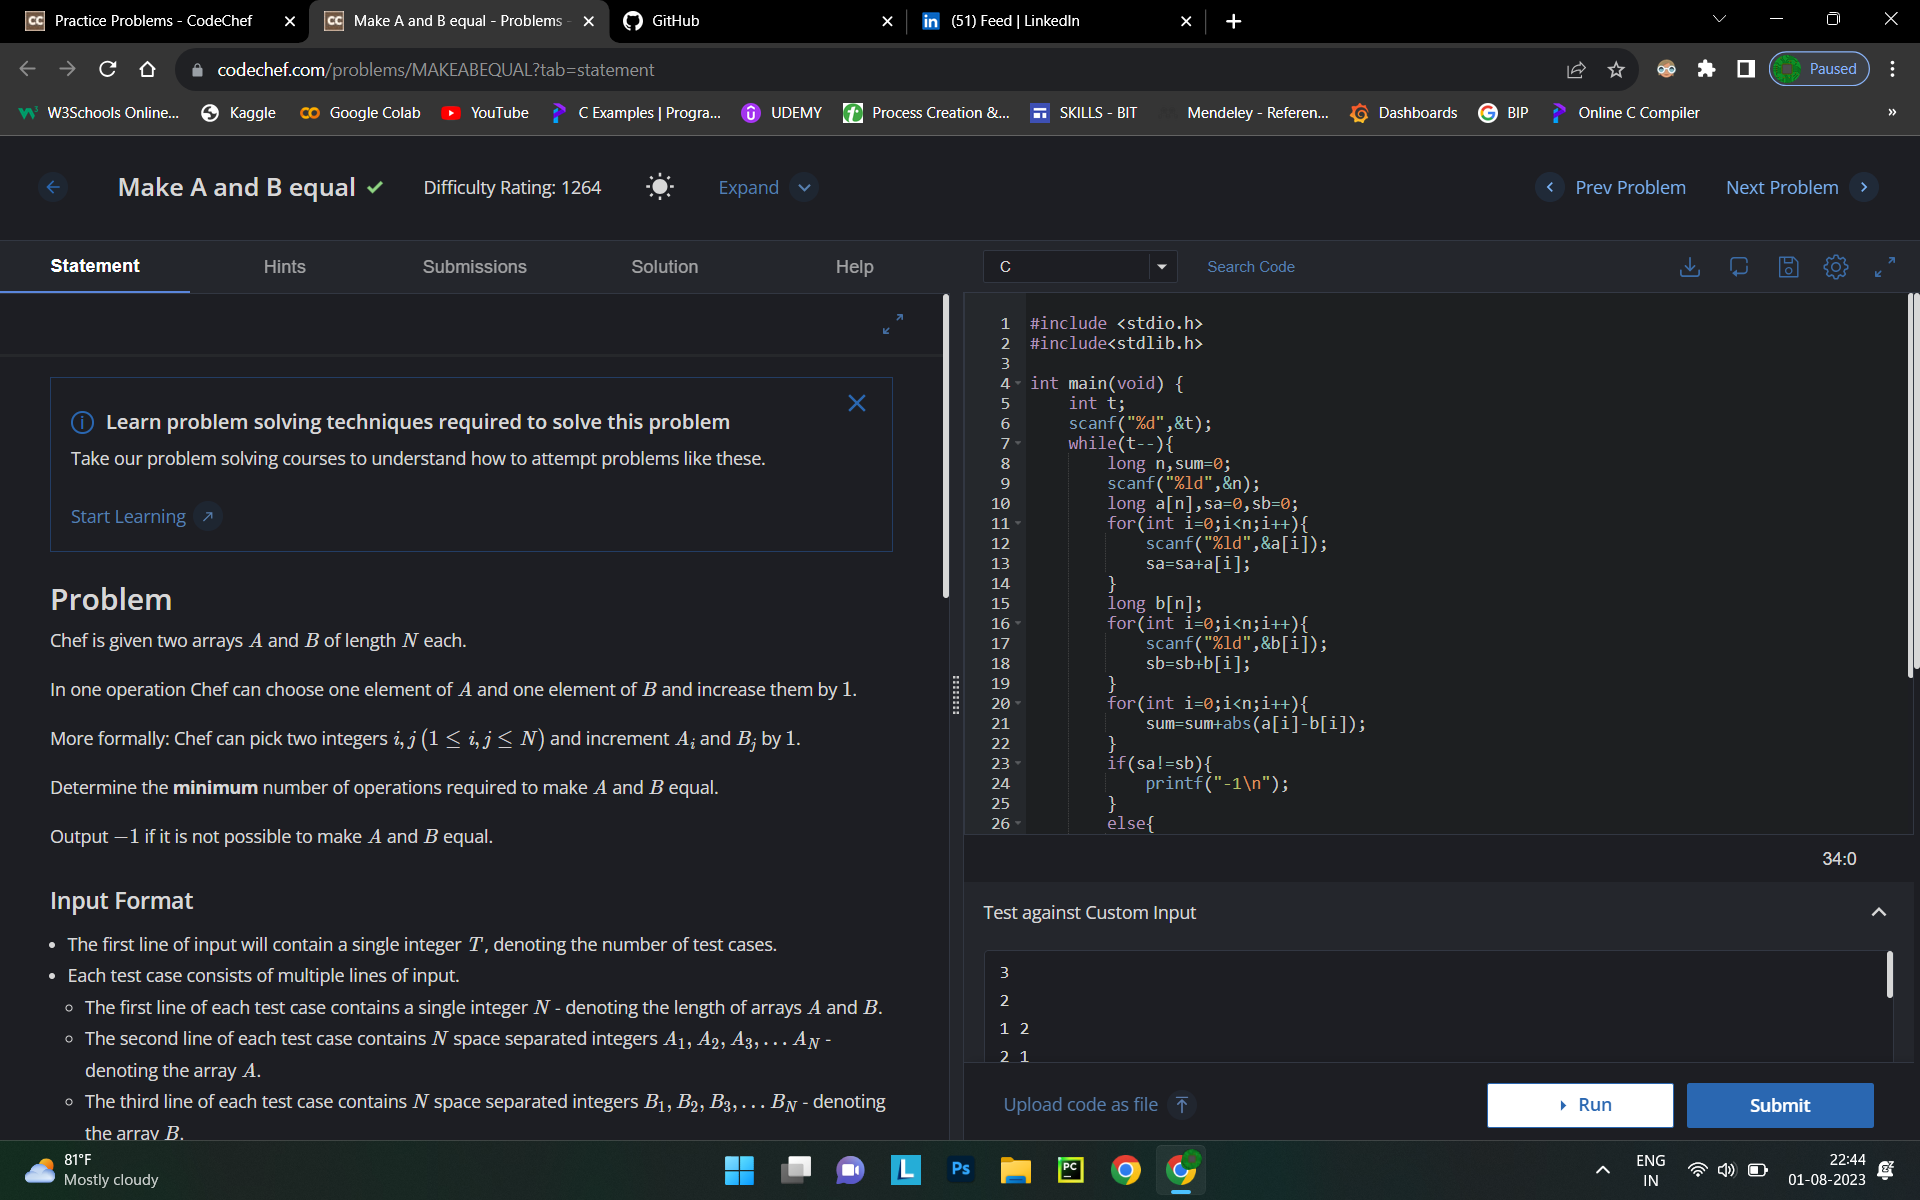 Practice Problems - CodeChef
Make A and B equal - Problems -
GitHub
(51) Feed | LinkedIn
codechef.com/problems/MAKEABEQUAL?tab=statement
Paused
W3Schools Online...
Kaggle
Google Colab
YouTube
C Examples | Progra...
UDEMY
Process Creation &...
SKILLS - BIT
Mendeley - Referen...
Dashboards
BIP
Online C Compiler
»
Make A and B equal
Difficulty Rating: 1264
Expand
Prev Problem
Next Problem
Statement
Hints
Submissions
Solution
Help
Learn problem solving techniques required to solve this problem
Take our problem solving courses to understand how to attempt problems like these.
Start Learning
Problem
Chef is given two arrays A and B of length N each.
In one operation Chef can choose one element of A and one element of B and increase them by 1.
More formally: Chef can pick two integers i, j (1 ≤ i, j ≤ N) and increment Aᵢ and Bⱼ by 1.
Determine the minimum number of operations required to make A and B equal.
Output −1 if it is not possible to make A and B equal.
Input Format
• The first line of input will contain a single integer T, denoting the number of test cases.
• Each test case consists of multiple lines of input.
◦ The first line of each test case contains a single integer N - denoting the length of arrays A and B.
◦ The second line of each test case contains N space separated integers A₁, A₂, A₃, . . . A_N -
denoting the array A.
◦ The third line of each test case contains N space separated integers B₁, B₂, B₃, . . . B_N - denoting
the array B.
C
Search Code
1 #include <stdio.h>
2 #include<stdlib.h>
3
4 int main(void) {
5 int t;
6 scanf("%d",&t);
7 while(t--){
8 long n,sum=0;
9 scanf("%ld",&n);
10 long a[n],sa=0,sb=0;
11 for(int i=0;i<n;i++){
12 scanf("%ld",&a[i]);
13 sa=sa+a[i];
14 }
15 long b[n];
16 for(int i=0;i<n;i++){
17 scanf("%ld",&b[i]);
18 sb=sb+b[i];
19 }
20 for(int i=0;i<n;i++){
21 sum=sum+abs(a[i]-b[i]);
22 }
23 if(sa!=sb){
24 printf("-1\n");
25 }
26 else{
34:0
Test against Custom Input
3
2
1 2
2 1
Upload code as file
Run
Submit
81°F
Mostly cloudy
L
Ps
PC
ENG
IN
22:44
01-08-2023